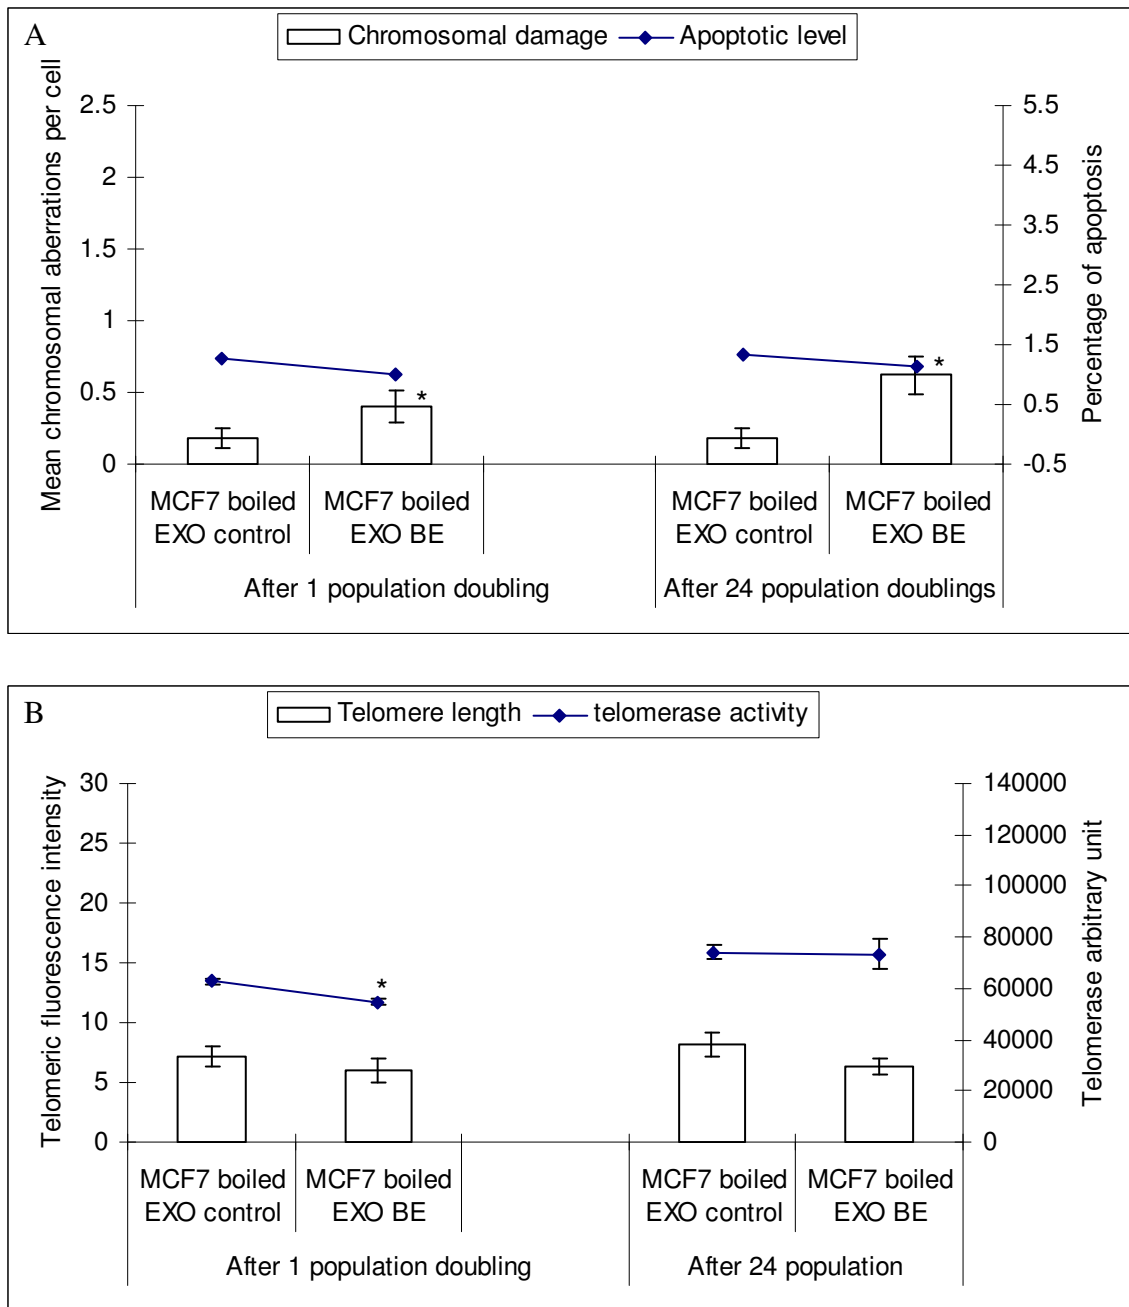 A
Chromosomal damage Apoptotic level
Mean chromosomal aberrations per cell
2.5
2
1.5
1
0.5
0
5.5
4.5
3.5
2.5
1.5
0.5
-0.5
Percentage of apoptosis
*
*
MCF7 boiled
EXO control
MCF7 boiled
EXO BE
MCF7 boiled
EXO control
MCF7 boiled
EXO BE
After 1 population doubling
After 24 population doublings
B
Telomere length telomerase activity
Telomeric fluorescence intensity
30
25
20
15
10
5
0
140000
120000
100000
80000
60000
40000
20000
0
Telomerase arbitrary unit
*
MCF7 boiled
EXO control
MCF7 boiled
EXO BE
MCF7 boiled
EXO control
MCF7 boiled
EXO BE
After 1 population doubling
After 24 population